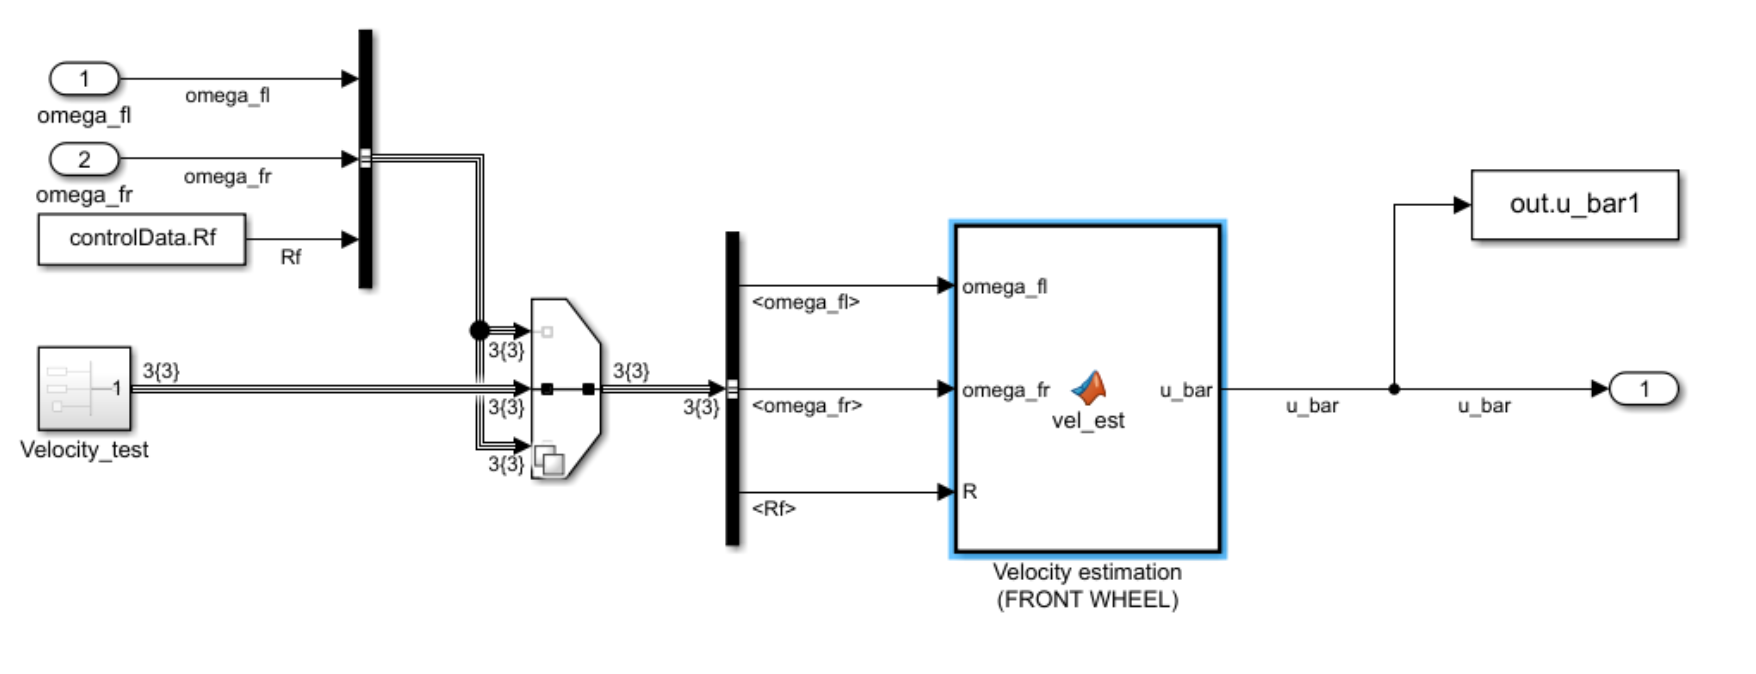 1
omega_fl
omega_fl
2
omega_fr
omega_fr
controlData.Rf
Rf
1
3{3}
Velocity_test
3{3}
3{3}
3{3}
3{3}
3{3}
<omega_fl>
<omega_fr>
<Rf>
omega_fl
omega_fr
R
vel_est
u_bar
Velocity estimation
(FRONT WHEEL)
u_bar
u_bar
out.u_bar1
1